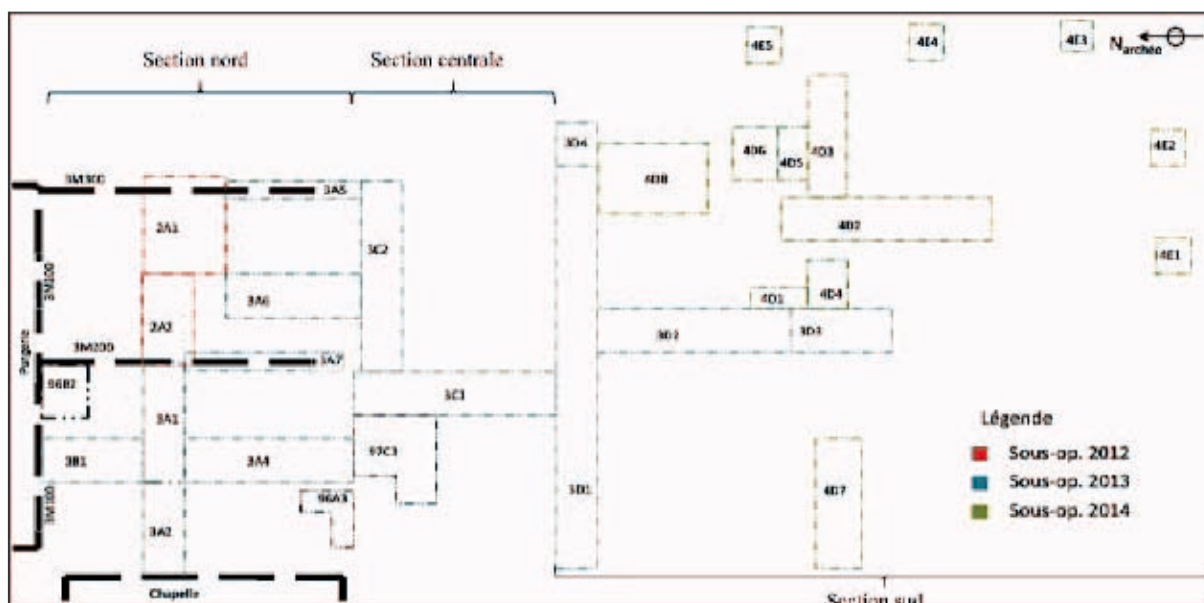 4E5
4E4
4E3
N archéo
Section nord
Section centrale
3D4
4D6
4D5
4D3
4E2
3M300
3A5
4D8
2A1
4D2
3C2
4E1
3M100
3A6
4D1
4D4
2A2
3D2
3D3
Purgerie
3M200
3A7
96B2
3C1
3A1
Légende
97C3
3B1
3A4
Sous-op. 2012
Sous-op. 2013
Sous-op. 2014
96A3
3D1
4D7
3M100
3A2
Chapelle
Section sud